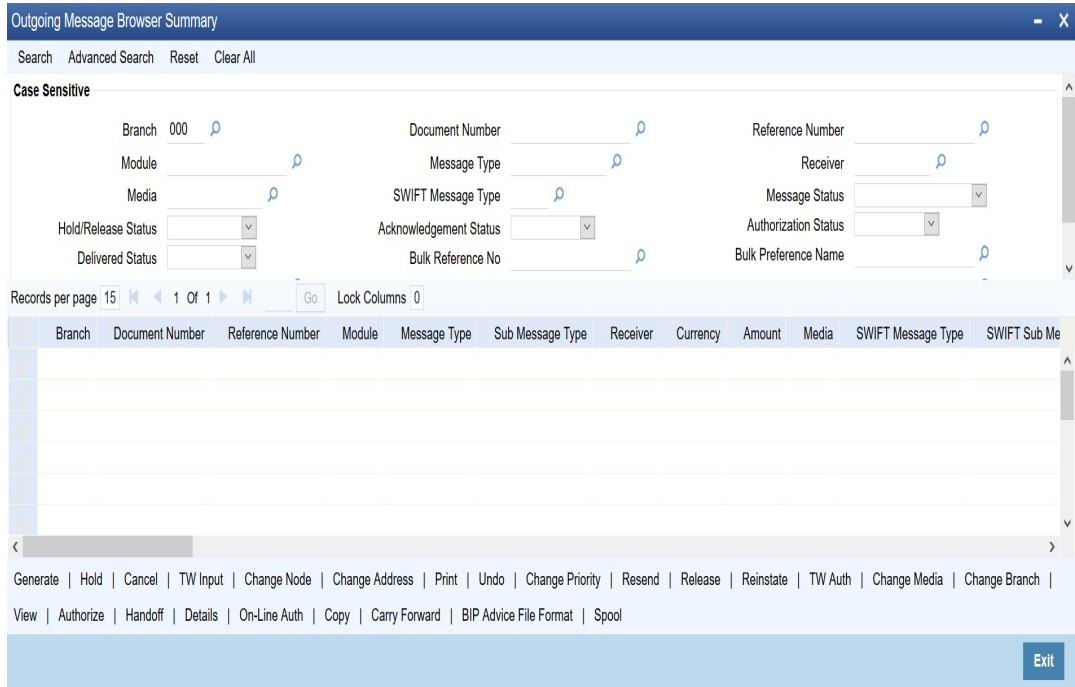 Outgoing Message Browser Summary
Search Advanced Search Reset Clear All
Case Sensitive
Branch 000 Document Number Reference Number
Module Message Type Receiver
Media SWIFT Message Type Message Status
Hold/Release Status Acknowledgement Status Authorization Status
Delivered Status Bulk Reference No Bulk Preference Name
Records per page 15 1 Of 1 Go Lock Columns 0
Branch Document Number Reference Number Module Message Type Sub Message Type Receiver Currency Amount Media SWIFT Message Type SWIFT Sub Me
Generate | Hold | Cancel | TW Input | Change Node | Change Address | Print | Undo | Change Priority | Resend | Release | Reinstate | TW Auth | Change Media | Change Branch |
View | Authorize | Handoff | Details | On-Line Auth | Copy | Carry Forward | BIP Advice File Format | Spool
Exit